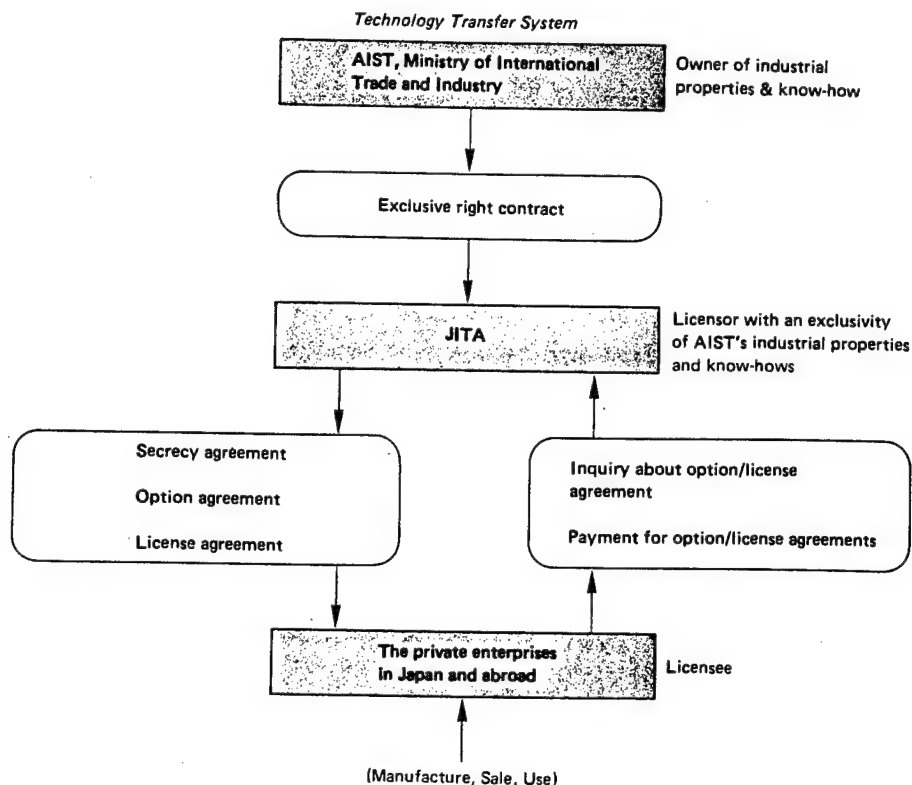 Technology Transfer System
AIST, Ministry of International
Trade and Industry
Owner of industrial
properties & know-how
Exclusive right contract
JITA
Licensor with an exclusivity
of AIST's industrial properties
and know-hows
Secrecy agreement
Option agreement
License agreement
Inquiry about option/license
agreement
Payment for option/license agreements
The private enterprises
in Japan and abroad
Licensee
(Manufacture, Sale, Use)